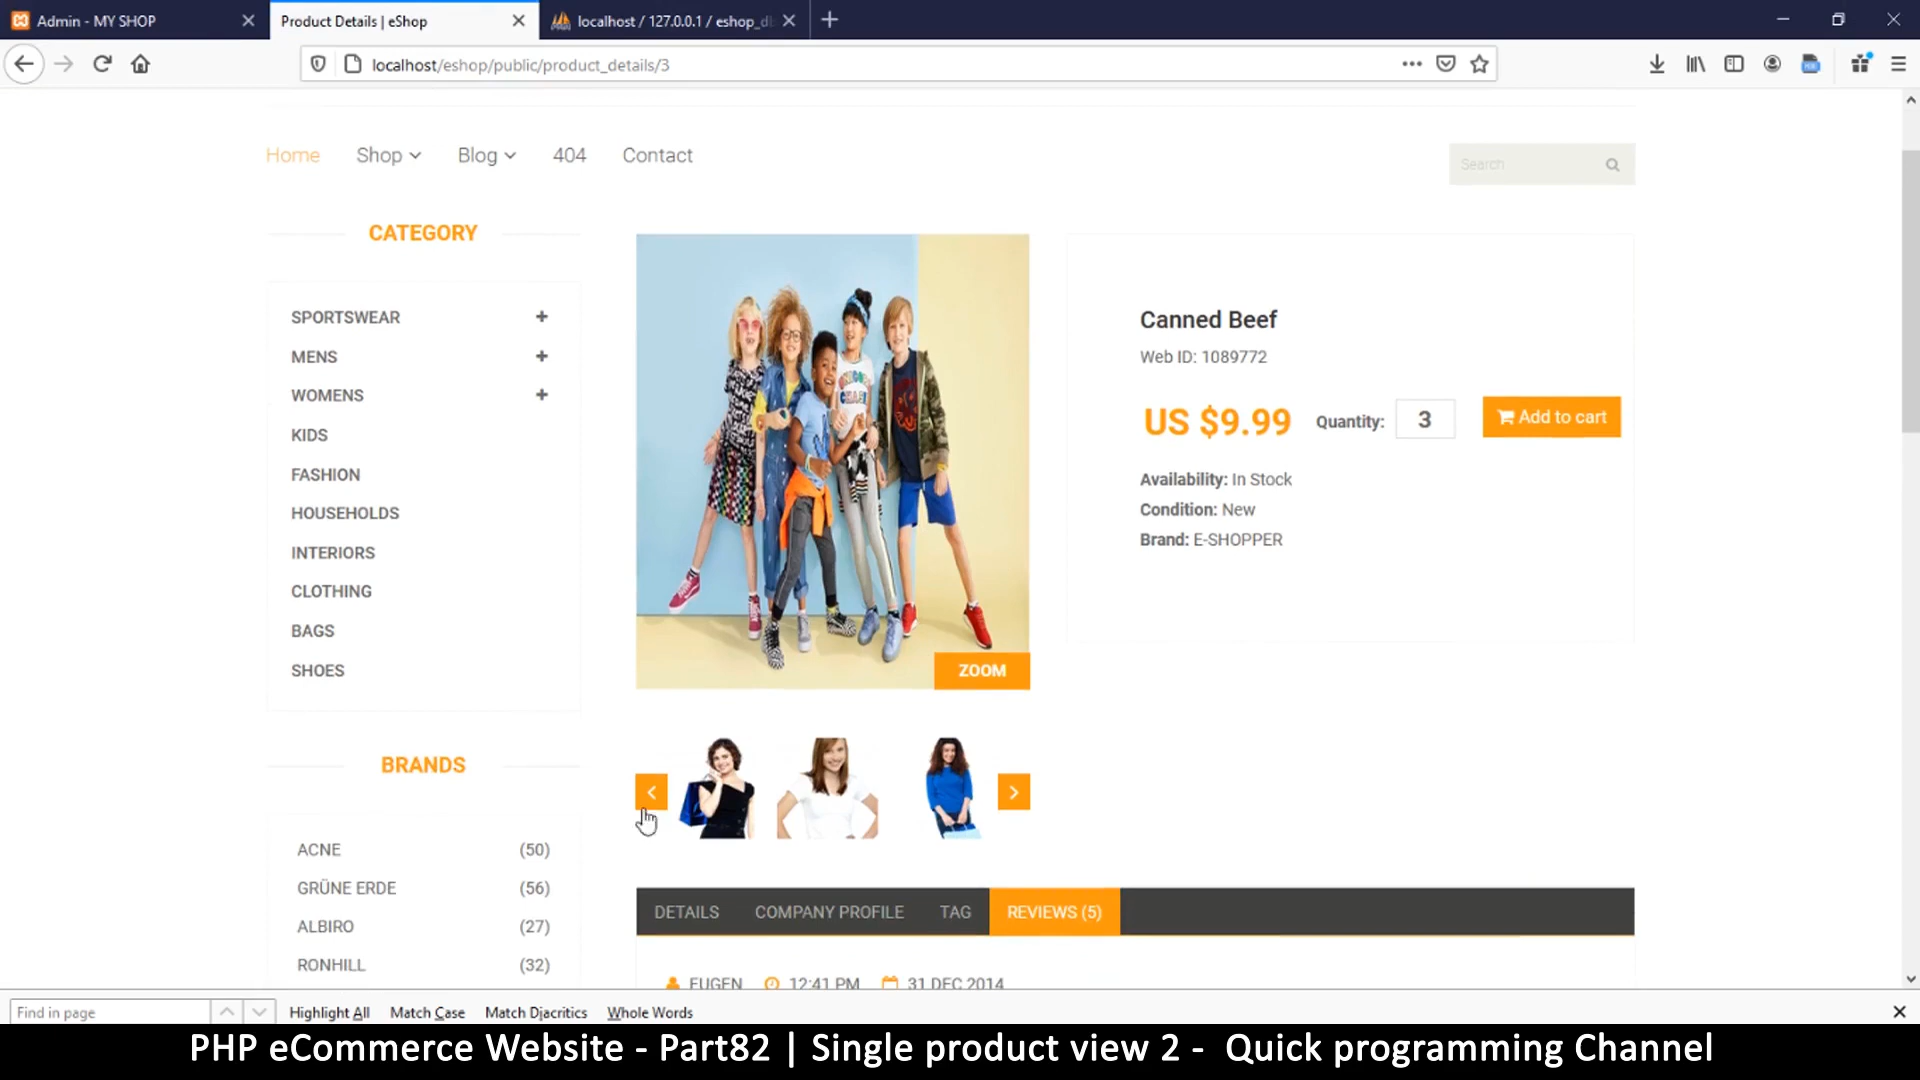 Admin - MY SHOP
Product Details | eShop
localhost / 127.0.0.1 / eshop_d
localhost/eshop/public/product_details/3
Home Shop Blog 404 Contact
Search
CATEGORY
SPORTSWEAR +
MENS +
WOMENS +
KIDS
FASHION
HOUSEHOLDS
INTERIORS
CLOTHING
BAGS
SHOES
BRANDS
ACNE (50)
GRÜNE ERDE (56)
ALBIRO (27)
RONHILL (32)
ZOOM
Canned Beef
Web ID: 1089772
US $9.99 Quantity: 3 Add to cart
Availability: In Stock
Condition: New
Brand: E-SHOPPER
DETAILS COMPANY PROFILE TAG REVIEWS (5)
EUGEN 12:41 PM 31 DEC 2014
Find in page Highlight All Match Case Match Diacritics Whole Words
PHP eCommerce Website - Part82 | Single product view 2 - Quick programming Channel